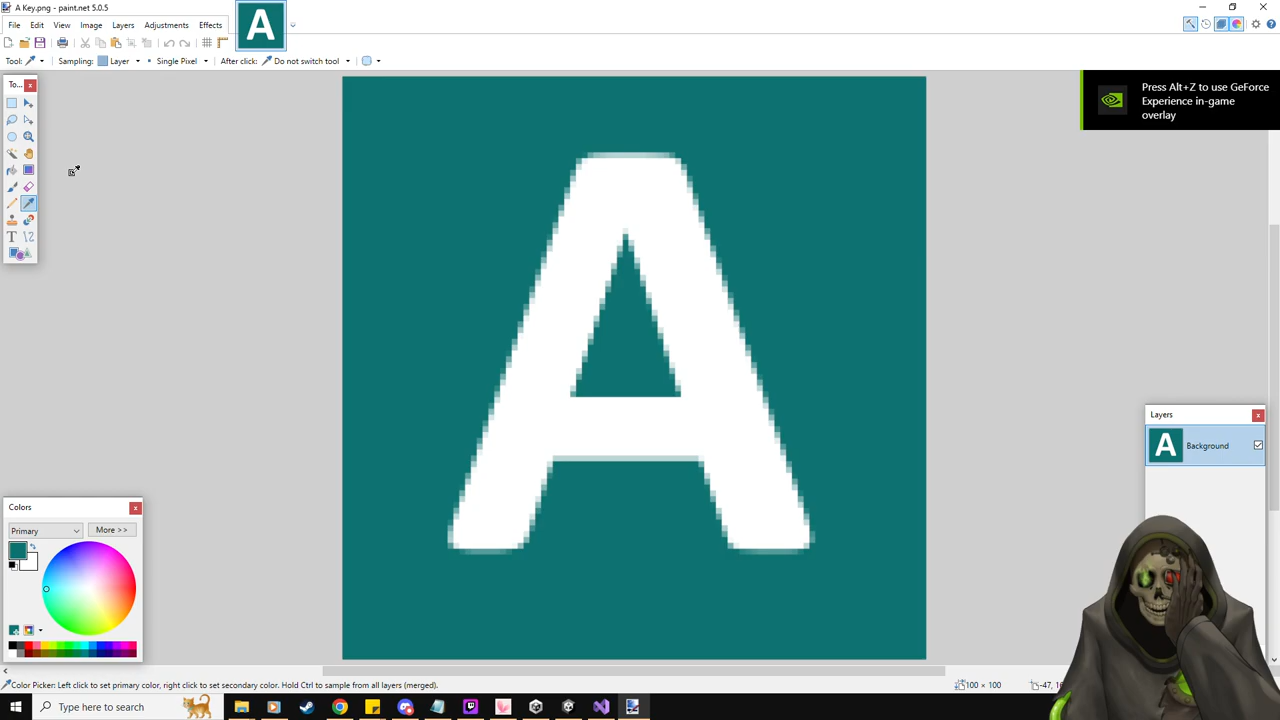 A Key.png - paint.net 5.0.5
File Edit View Image Layers Adjustments Effects
A
Tool: Sampling: Layer Single Pixel After click: Do not switch tool
To...
Press Alt+Z to use GeForce
Experience in-game
overlay
A
T
Layers
A Background
Colors
Primary More >>
Color Picker: Left click to set primary color, right click to set secondary color. Hold Ctrl to sample from all layers (merged).
100 × 100
Type here to search